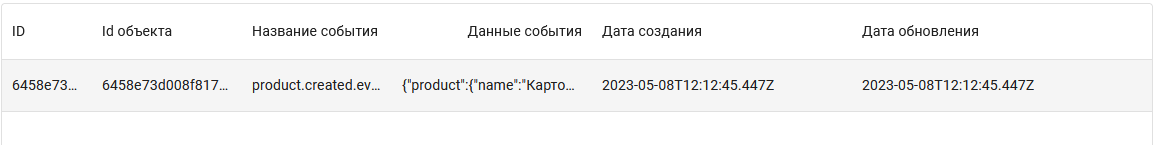 ID Id объекта Название события Данные события Дата создания Дата обновления
6458e73... 6458e73d008f817... product.created.ev... {"product":{"name":"Карто... 2023-05-08T12:12:45.447Z 2023-05-08T12:12:45.447Z